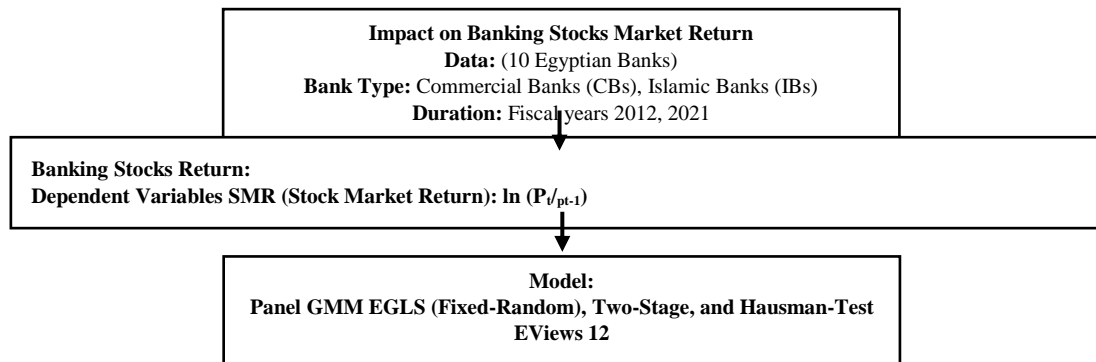 Impact on Banking Stocks Market Return
Data: (10 Egyptian Banks)
Bank Type: Commercial Banks (CBs), Islamic Banks (IBs)
Duration: Fiscal years 2012, 2021
Banking Stocks Return:
Dependent Variables SMR (Stock Market Return): ln (Pt/pt-1)
Model:
Panel GMM EGLS (Fixed-Random), Two-Stage, and Hausman-Test
EViews 12